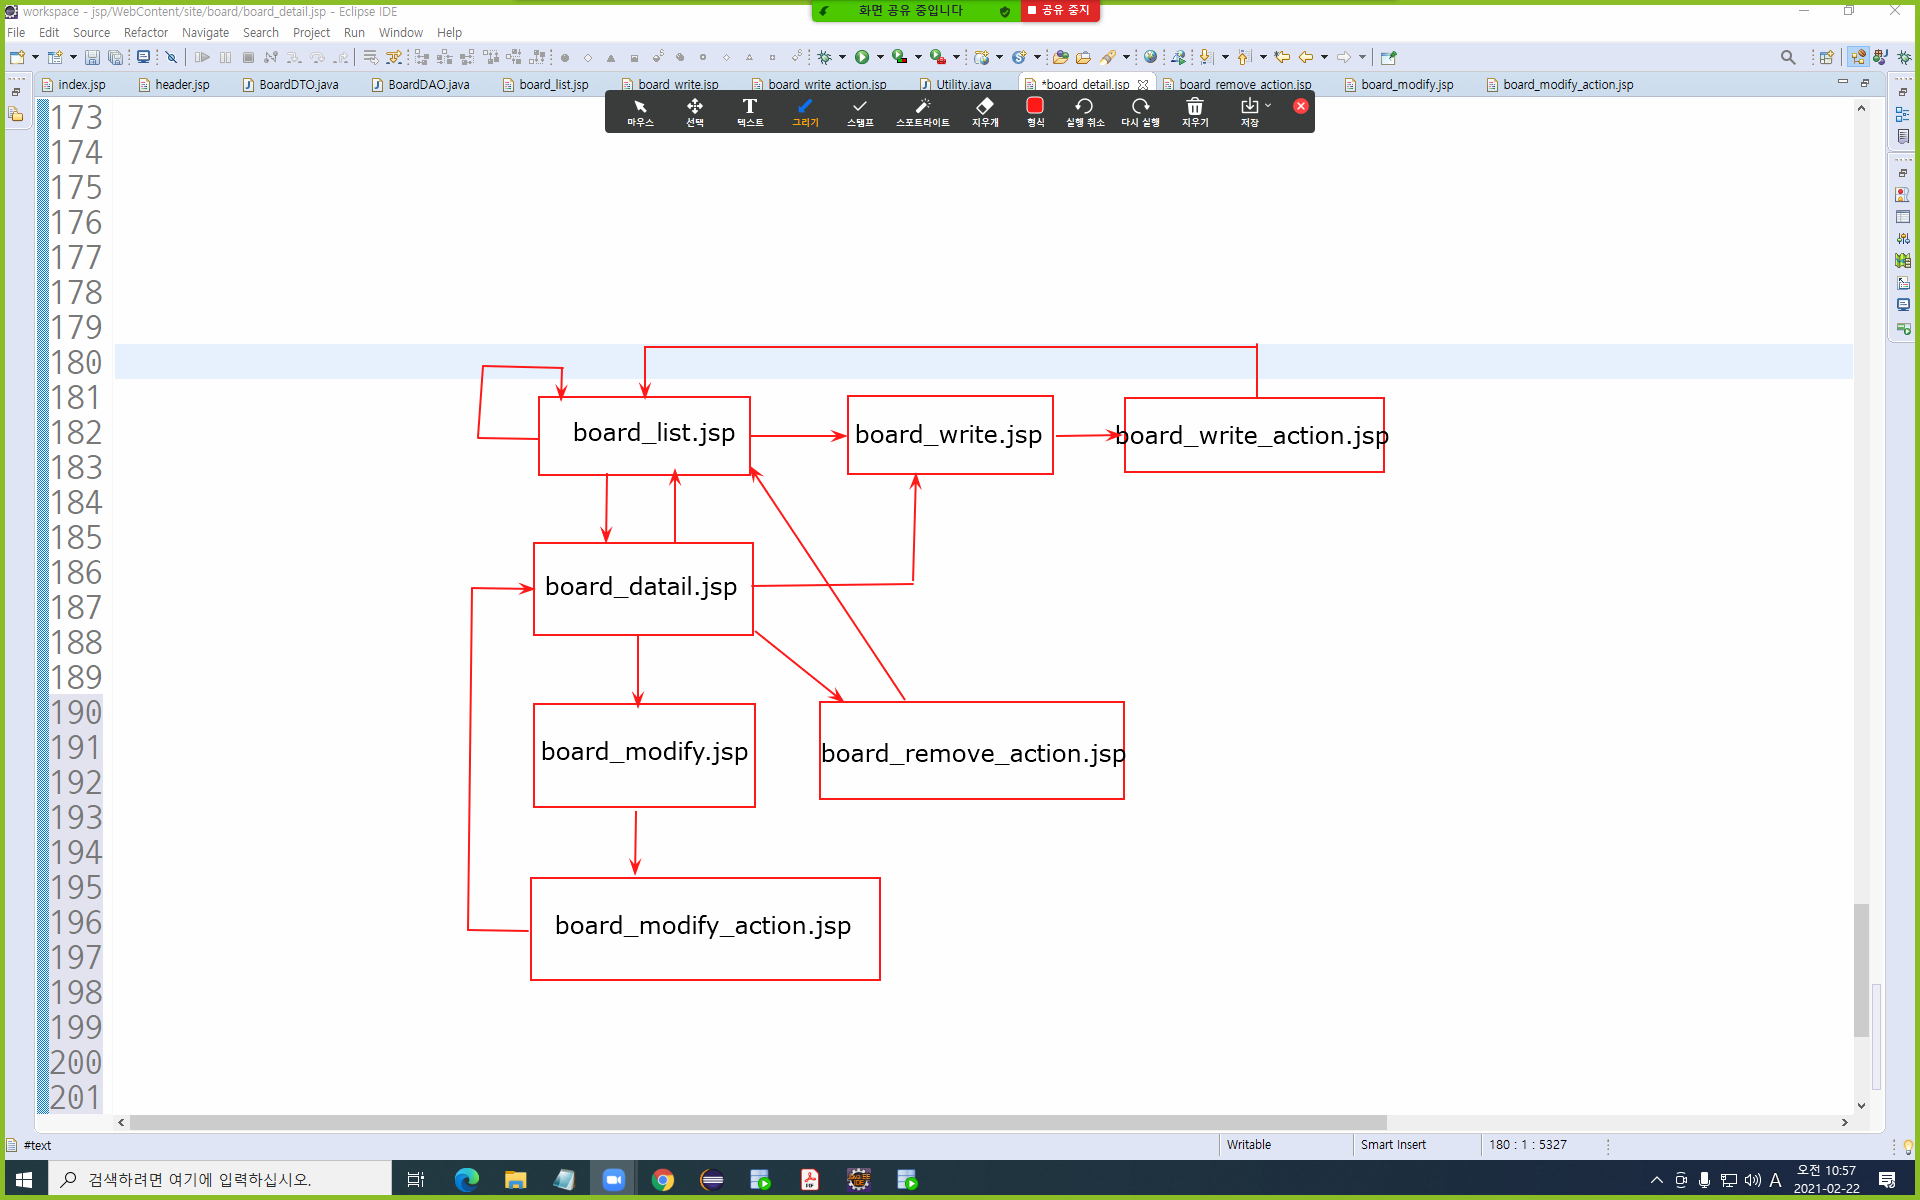 workspace - jsp/WebContent/site/board/board_detail.jsp - Eclipse IDE
화면 공유 중입니다
공유 중지
File Edit Source Refactor Navigate Search Project Run Window Help
index.jsp header.jsp BoardDTO.java BoardDAO.java board_list.jsp board_write.jsp board_write_action.jsp Utility.java *board_detail.jsp board_remove_action.jsp board_modify.jsp board_modify_action.jsp
마우스 선택 텍스트 그리기 스탬프 스포트라이트 지우개 형식 실행 취소 다시 실행 지우기 저장
173
174
175
176
177
178
179
180
181
182
183
184
185
186
187
188
189
190
191
192
193
194
195
196
197
198
199
200
201
board_list.jsp
board_write.jsp
board_write_action.jsp
board_datail.jsp
board_modify.jsp
board_remove_action.jsp
board_modify_action.jsp
#text
Writable
Smart Insert
180 : 1 : 5327
검색하려면 여기에 입력하십시오.
A
오전 10:57
2021-02-22